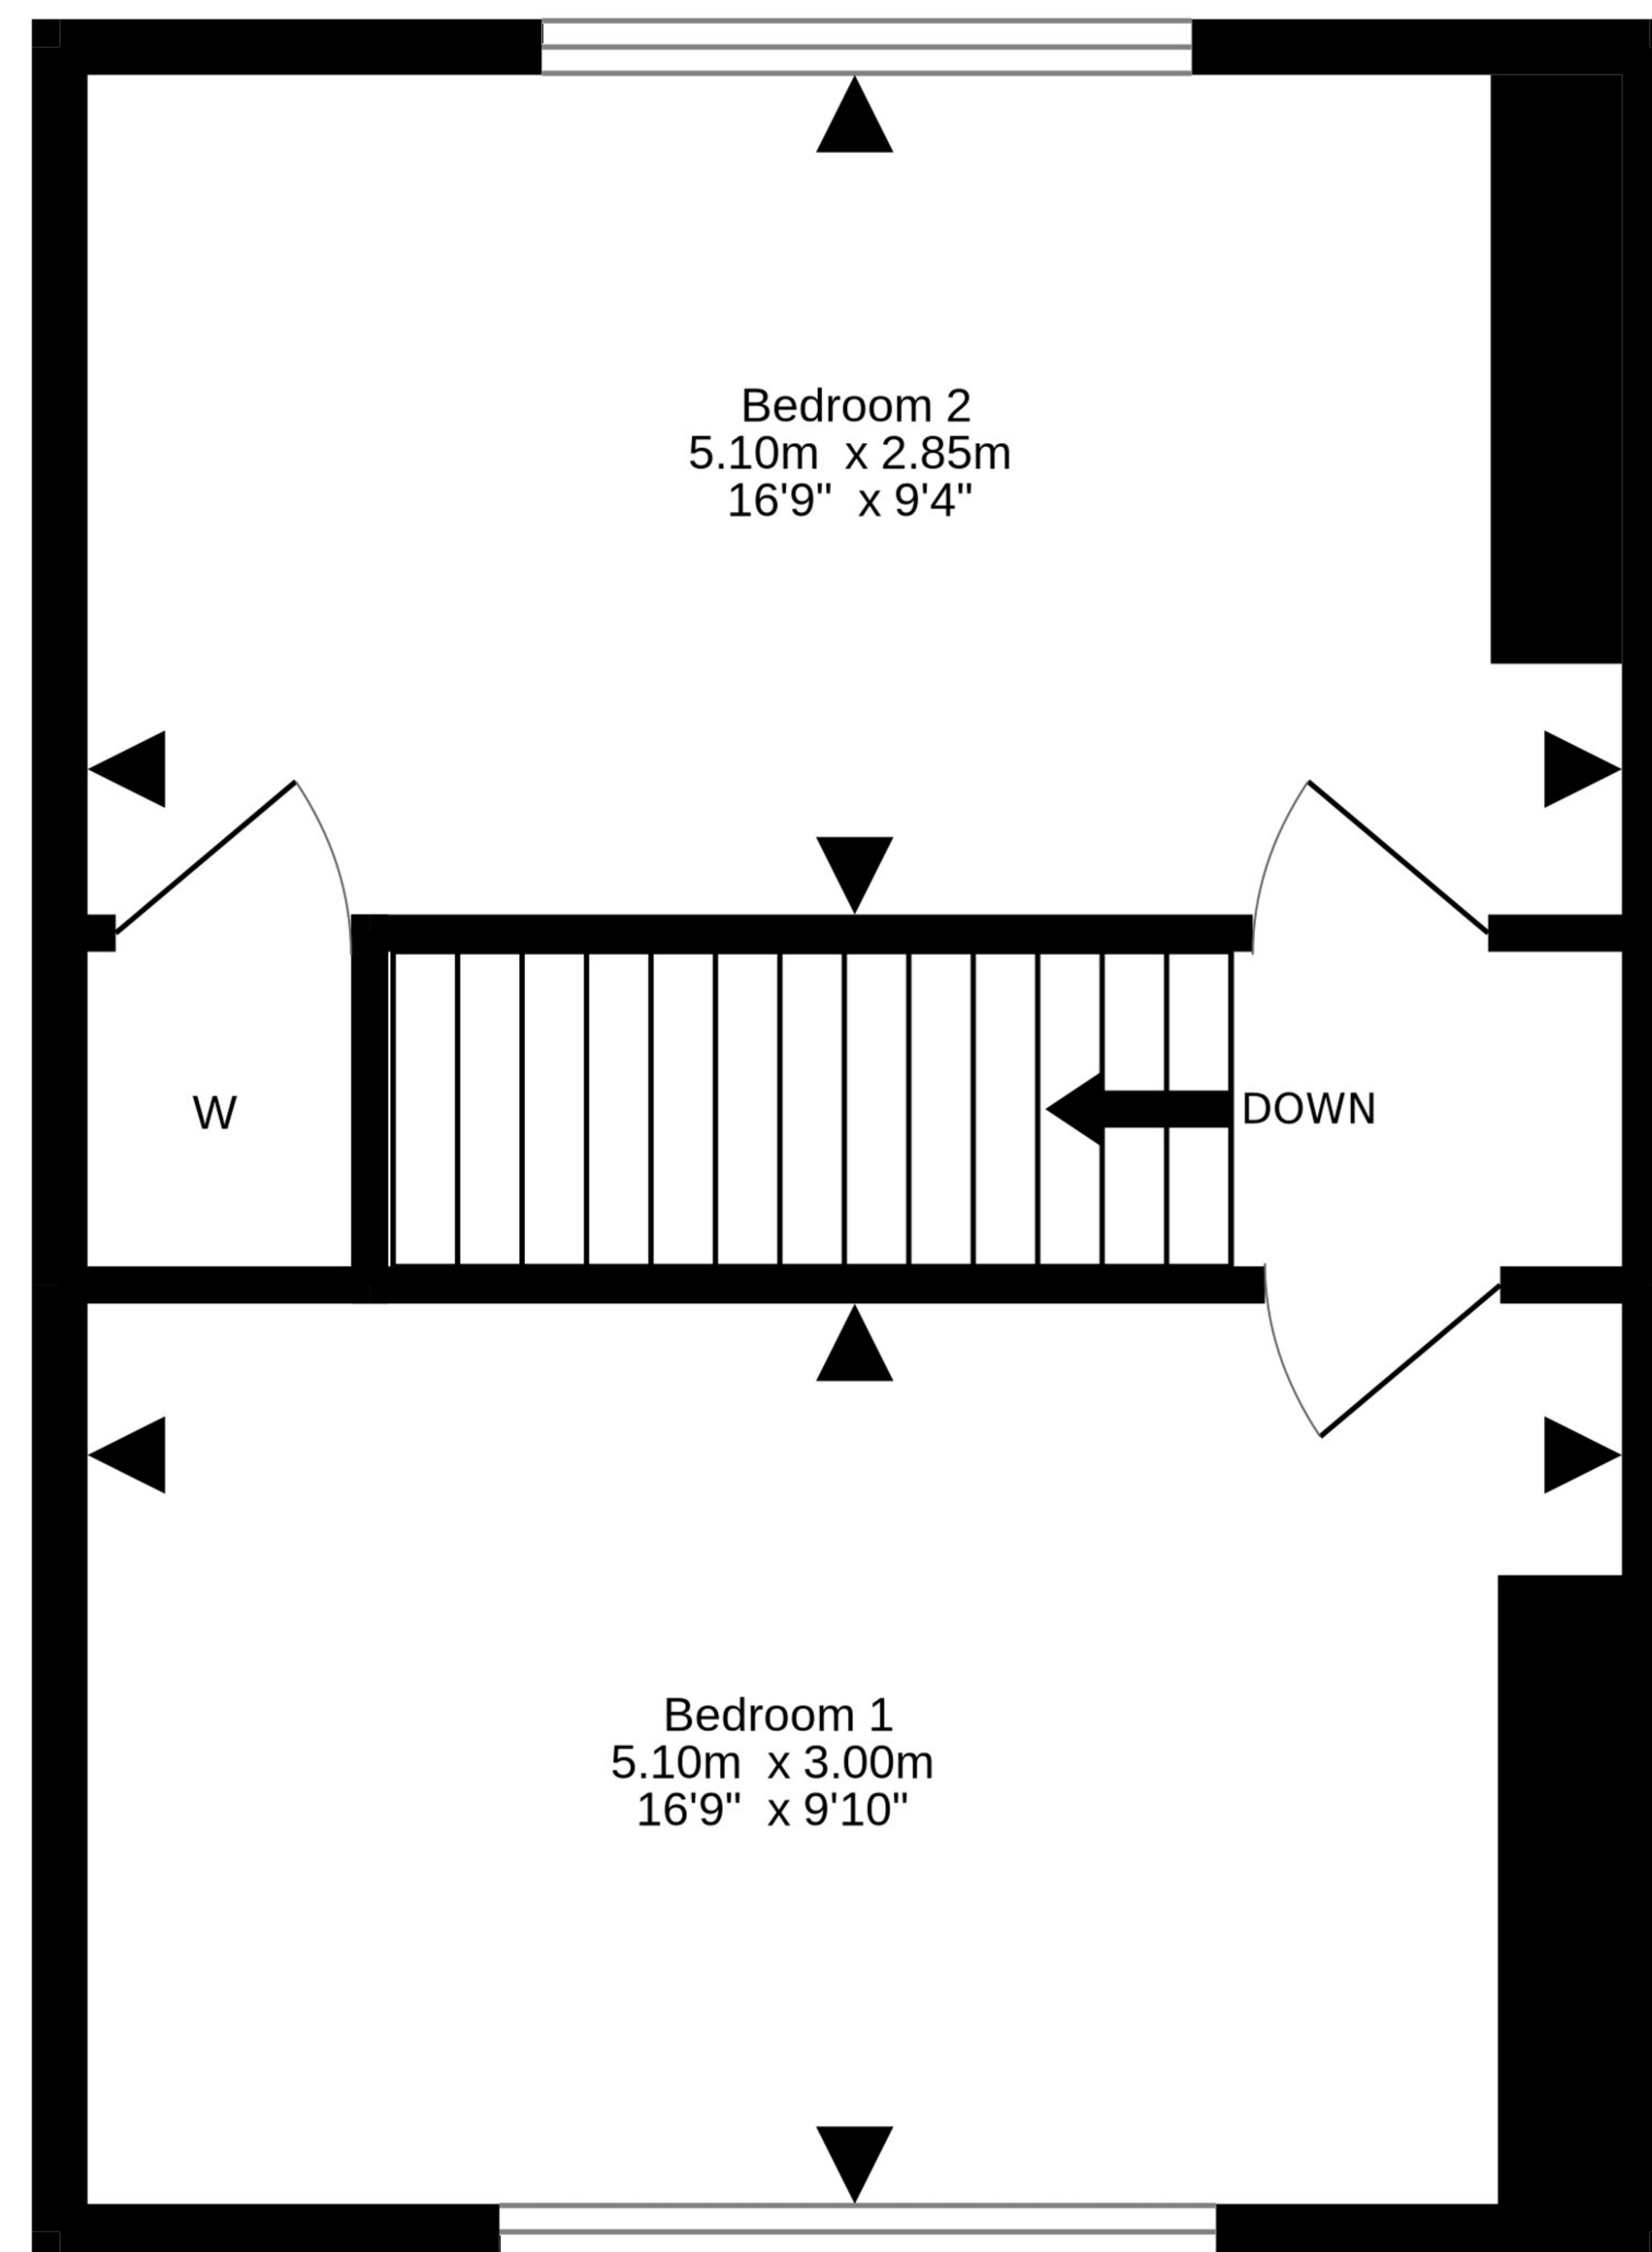 Bedroom 2
5.10m x 2.85m
16'9" x 9'4"
W
DOWN
Bedroom 1
5.10m x 3.00m
16'9" x 9'10"